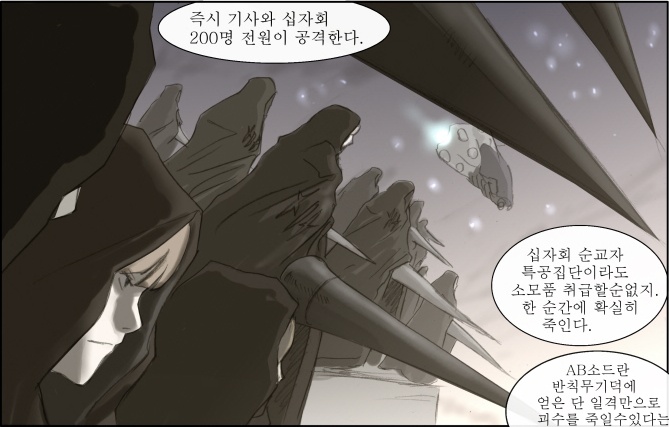 즉시 기사와 십자회
200명 전원이 공격한다.
십자회 순교자
특공집단이라도
소모품 취급할순없지.
한 순간에 확실히
죽인다.
AB소드란
반칙무기덕에
얻은 단 일격만으로
괴수를 죽일수있다는